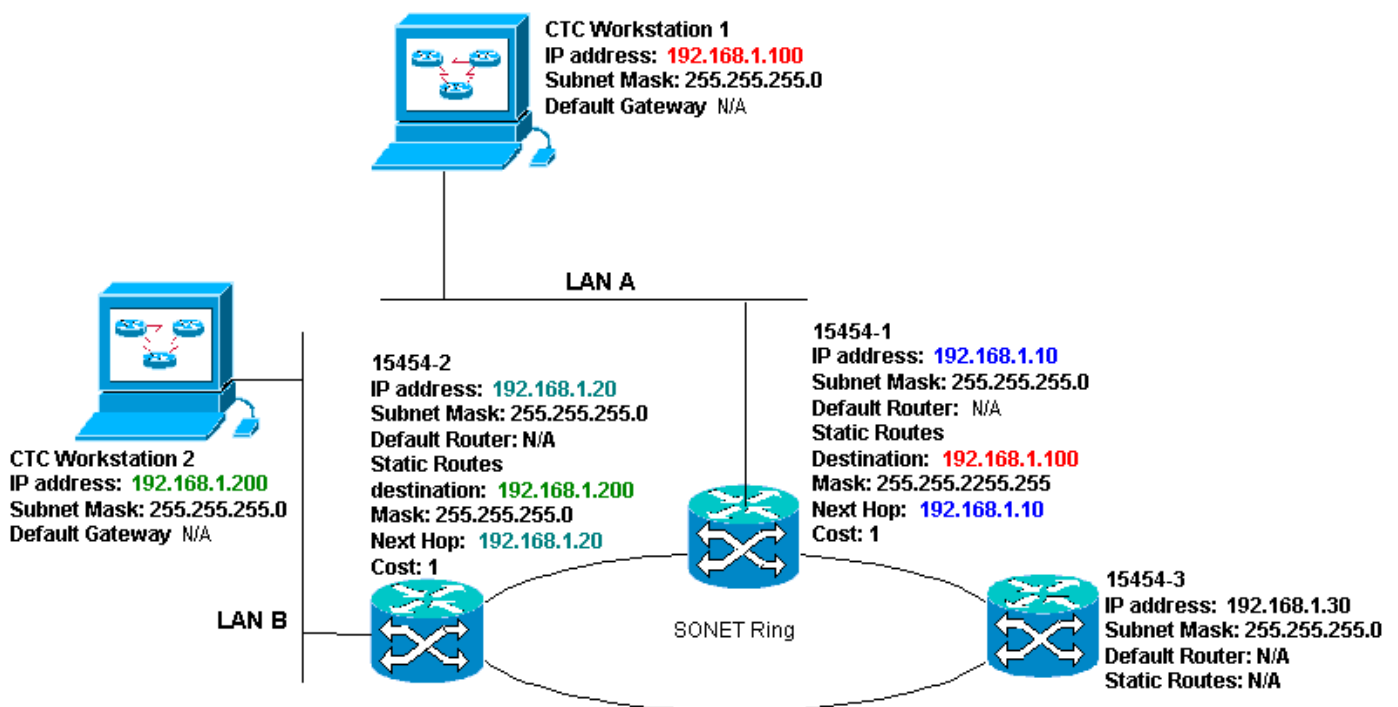 CTC Workstation 1
IP address: 192.168.1.100
Subnet Mask: 255.255.255.0
Default Gateway N/A
LAN A
15454-1
IP address: 192.168.1.10
Subnet Mask: 255.255.255.0
Default Router: N/A
Static Routes
Destination: 192.168.1.100
Mask: 255.255.2255.255
Next Hop: 192.168.1.10
Cost: 1
15454-2
IP address: 192.168.1.20
Subnet Mask: 255.255.255.0
Default Router: N/A
Static Routes
destination: 192.168.1.200
Mask: 255.255.255.0
Next Hop: 192.168.1.20
Cost: 1
CTC Workstation 2
IP address: 192.168.1.200
Subnet Mask: 255.255.255.0
Default Gateway N/A
LAN B
SONET Ring
15454-3
IP address: 192.168.1.30
Subnet Mask: 255.255.255.0
Default Router: N/A
Static Routes: N/A